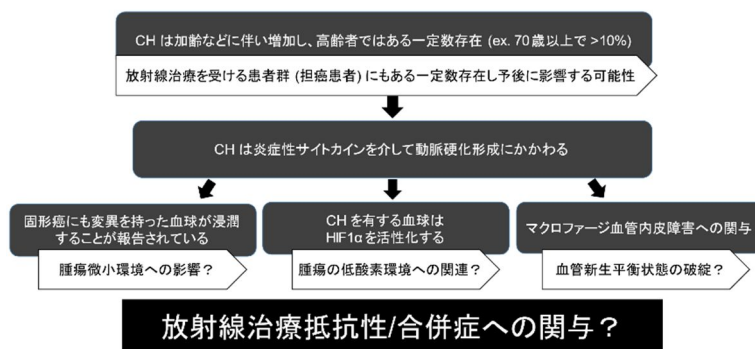 CH は加齢などに伴い増加し、高齢者ではある一定数存在 (ex. 70歳以上で >10%)
放射線治療を受ける患者群 (担癌患者) にもある一定数存在し予後に影響する可能性
CH は炎症性サイトカインを介して動脈硬化形成にかかわる
固形癌にも変異を持った血球が浸潤
することが報告されている
腫瘍微小環境への影響？
CH を有する血球は
HIF1α を活性化する
腫瘍の低酸素環境への関連？
マクロファージ血管内皮障害への関与
血管新生平衡状態の破綻？
放射線治療抵抗性/合併症への関与？